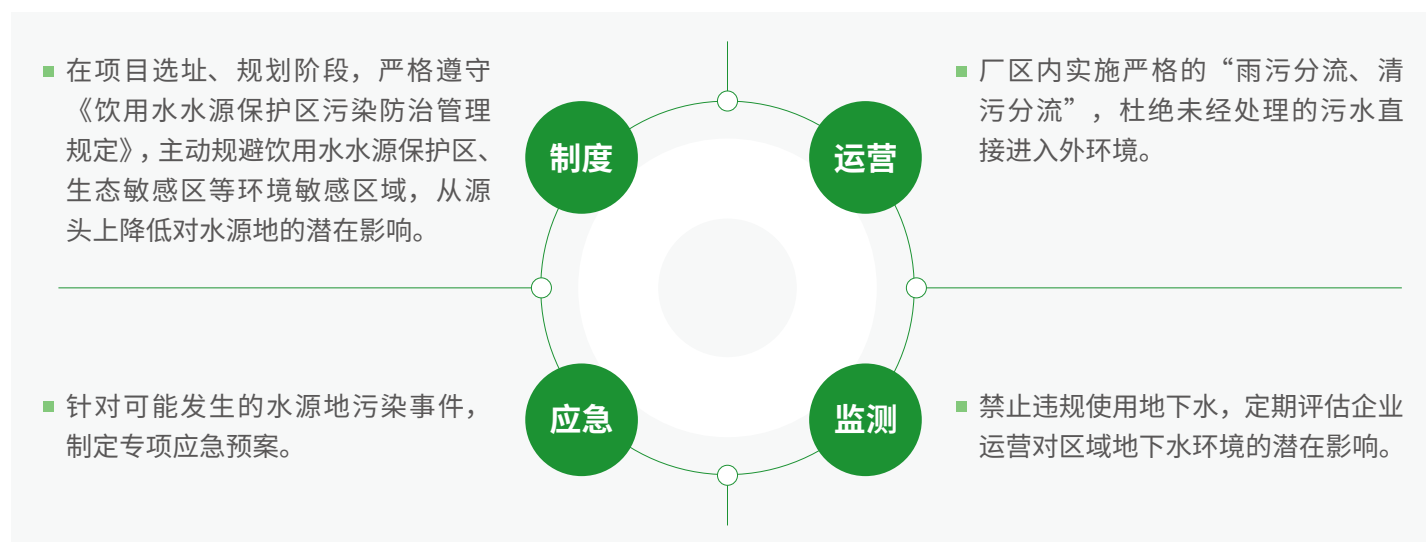 在项目选址、规划阶段，严格遵守
《饮用水水源保护区污染防治管理
规定》，主动规避饮用水水源保护区、
生态敏感区等环境敏感区域，从源
头上降低对水源地的潜在影响。
制度
运营
厂区内实施严格的“雨污分流、清
污分流”，杜绝未经处理的污水直
接进入外环境。
针对可能发生的水源地污染事件，
制定专项应急预案。
应急
监测
禁止违规使用地下水，定期评估企业
运营对区域地下水环境的潜在影响。